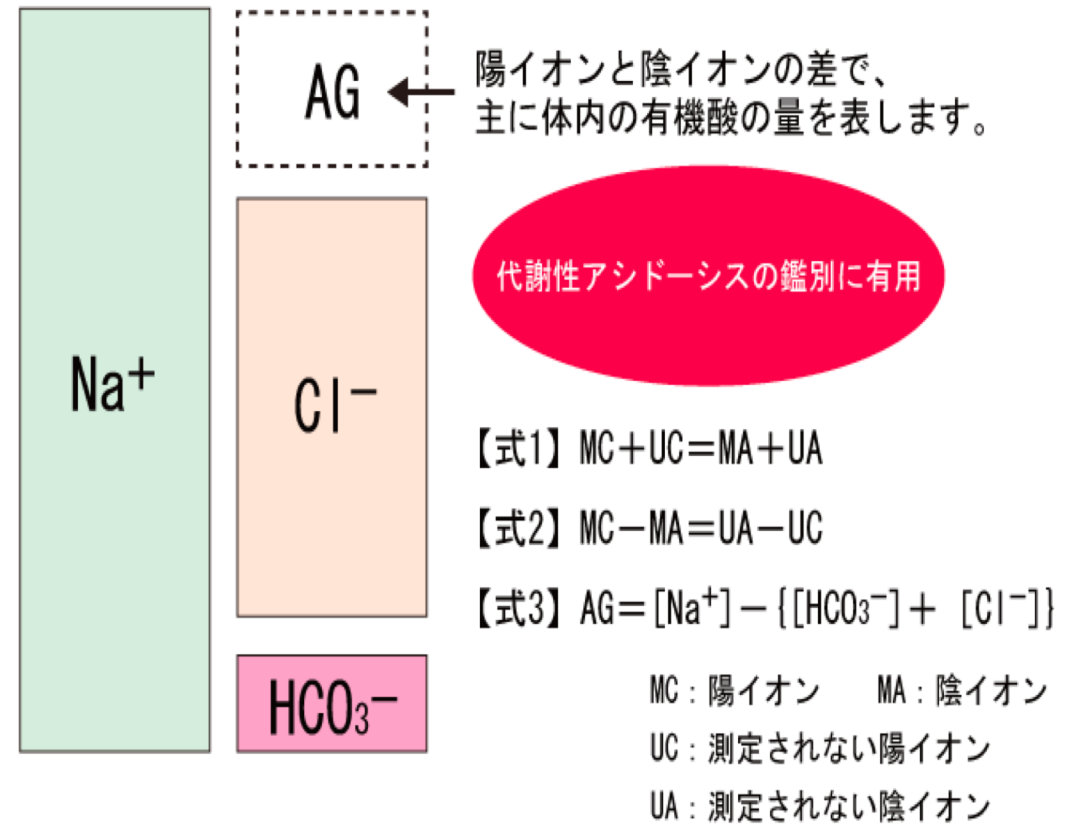 Na⁺
AG
Cl⁻
HCO₃⁻
陽イオンと陰イオンの差で、
主に体内の有機酸の量を表します。
代謝性アシドーシスの鑑別に有用
【式1】MC＋UC＝MA＋UA
【式2】MC－MA＝UA－UC
【式3】AG＝[Na⁺]－{[HCO₃⁻]＋ [Cl⁻]}
MC：陽イオン　MA：陰イオン
UC：測定されない陽イオン
UA：測定されない陰イオン